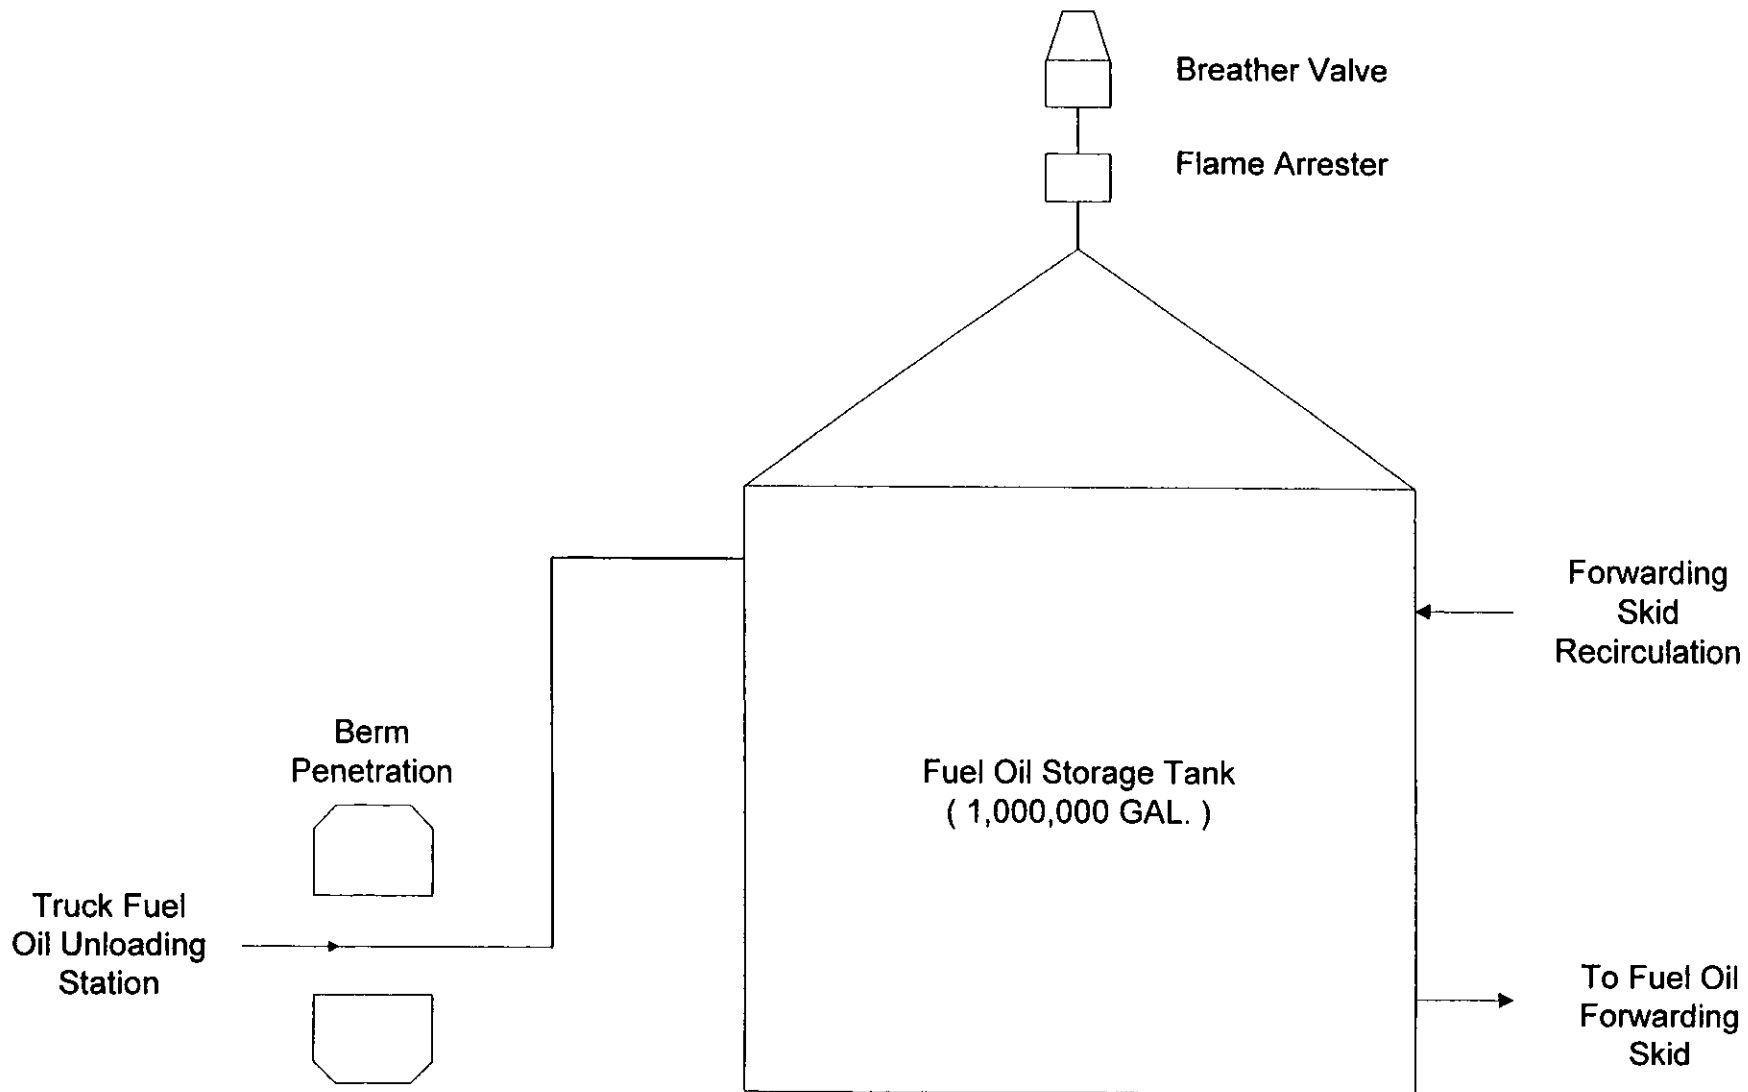 Breather Valve
Flame Arrester
Forwarding
Skid
Recirculation
Berm
Penetration
Fuel Oil Storage Tank
( 1,000,000 GAL. )
Truck Fuel
Oil Unloading
Station
To Fuel Oil
Forwarding
Skid